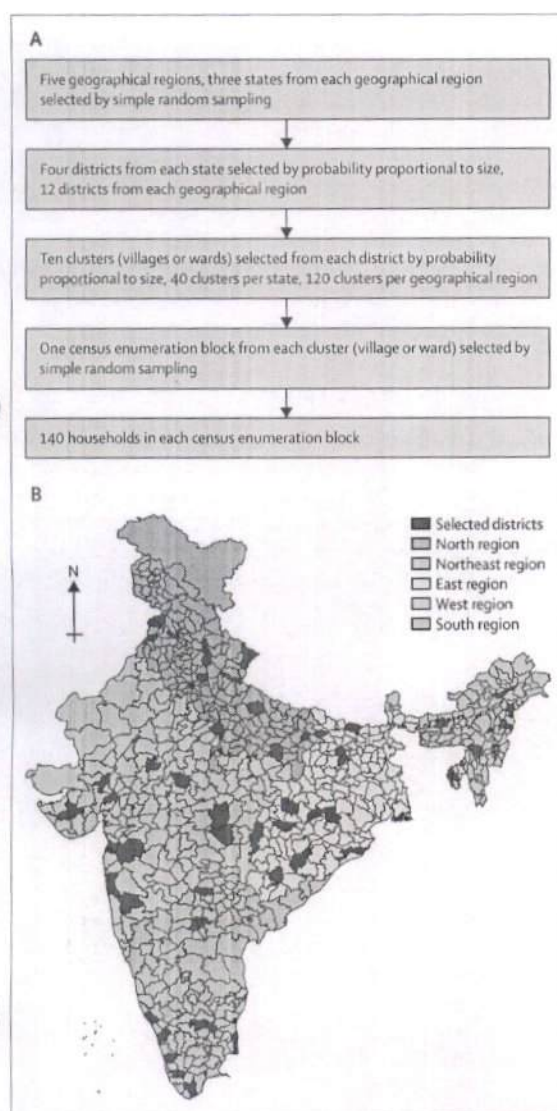 A
Five geographical regions, three states from each geographical region
selected by simple random sampling
Four districts from each state selected by probability proportional to size,
12 districts from each geographical region
Ten clusters (villages or wards) selected from each district by probability
proportional to size, 40 clusters per state, 120 clusters per geographical region
One census enumeration block from each cluster (village or ward) selected by
simple random sampling
140 households in each census enumeration block
B
N
Selected districts
North region
Northeast region
East region
West region
South region